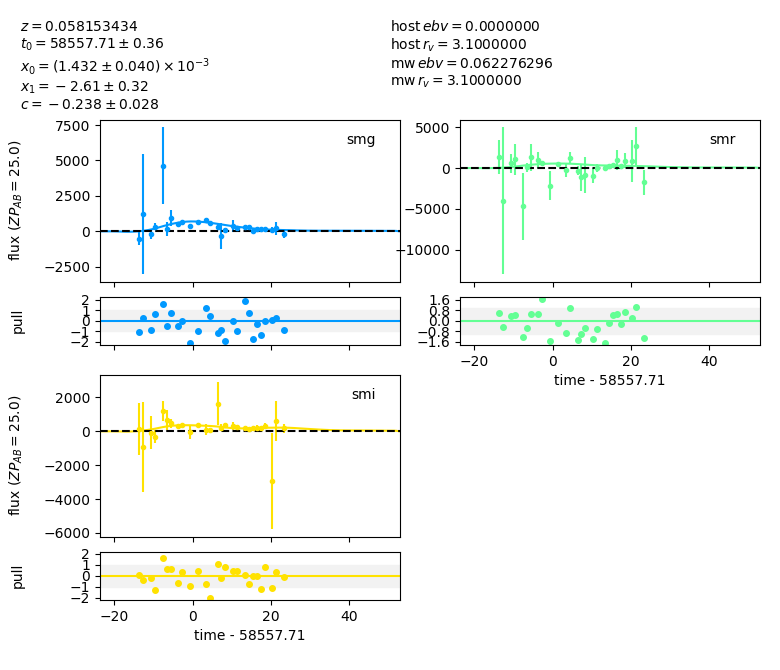 z = 0.058153434
t₀ = 58557.71 ± 0.36
x₀ = (1.432 ± 0.040) × 10⁻³
x₁ = −2.61 ± 0.32
c = −0.238 ± 0.028
host ebv = 0.0000000
host r_v = 3.1000000
mw ebv = 0.062276296
mw r_v = 3.1000000
smg
7500
5000
2500
0
−2500
flux (ZP_AB = 25.0)
smr
5000
0
−5000
−10000
2
1
0
−1
−2
pull
1.6
0.8
0.0
−0.8
−1.6
−20 0 20 40
time - 58557.71
smi
2000
0
−2000
−4000
−6000
flux (ZP_AB = 25.0)
2
1
0
−1
−2
pull
−20 0 20 40
time - 58557.71